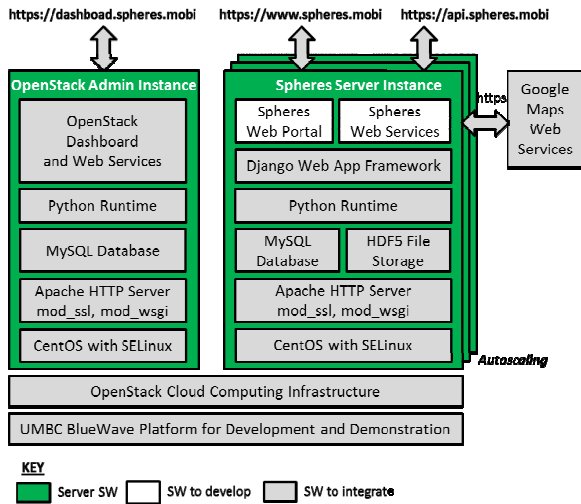 https://dashboad.spheres.mobi
https://www.spheres.mobi
https://api.spheres.mobi
OpenStack Admin Instance
OpenStack
Dashboard
and Web Services
Python Runtime
MySQL Database
Apache HTTP Server
mod_ssl, mod_wsgi
CentOS with SELinux
Spheres Server Instance
Spheres
Web Portal
Spheres
Web Services
Django Web App Framework
Python Runtime
MySQL
Database
HDF5 File
Storage
Apache HTTP Server
mod_ssl, mod_wsgi
CentOS with SELinux
https
Google
Maps
Web
Services
Autoscaling
OpenStack Cloud Computing Infrastructure
UMBC BlueWave Platform for Development and Demonstration
KEY
Server SW
SW to develop
SW to integrate